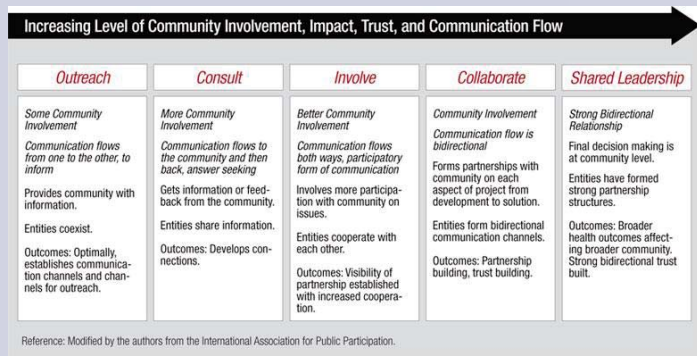 Increasing Level of Community Involvement, Impact, Trust, and Communication Flow
Outreach
Some Community
Involvement
Communication flows
from one to the other, to
inform
Provides community with
information.
Entities coexist.
Outcomes: Optimally,
establishes communica-
tion channels and chan-
nels for outreach.
Consult
More Community
Involvement
Communication flows to
the community and then
back, answer seeking
Gets information or feed-
back from the community.
Entities share information.
Outcomes: Develops con-
nections.
Involve
Better Community
Involvement
Communication flows
both ways, participatory
form of communication
Involves more participa-
tion with community on
issues.
Entities cooperate with
each other.
Outcomes: Visibility of
partnership established
with increased coopera-
tion.
Collaborate
Community Involvement
Communication flow is
bidirectional
Forms partnerships with
community on each
aspect of project from
development to solution.
Entities form bidirectional
communication channels.
Outcomes: Partnership
building, trust building.
Shared Leadership
Strong Bidirectional
Relationship
Final decision making is
at community level.
Entities have formed
strong partnership
structures.
Outcomes: Broader
health outcomes affect-
ing broader community.
Strong bidirectional trust
built.
Reference: Modified by the authors from the International Association for Public Participation.